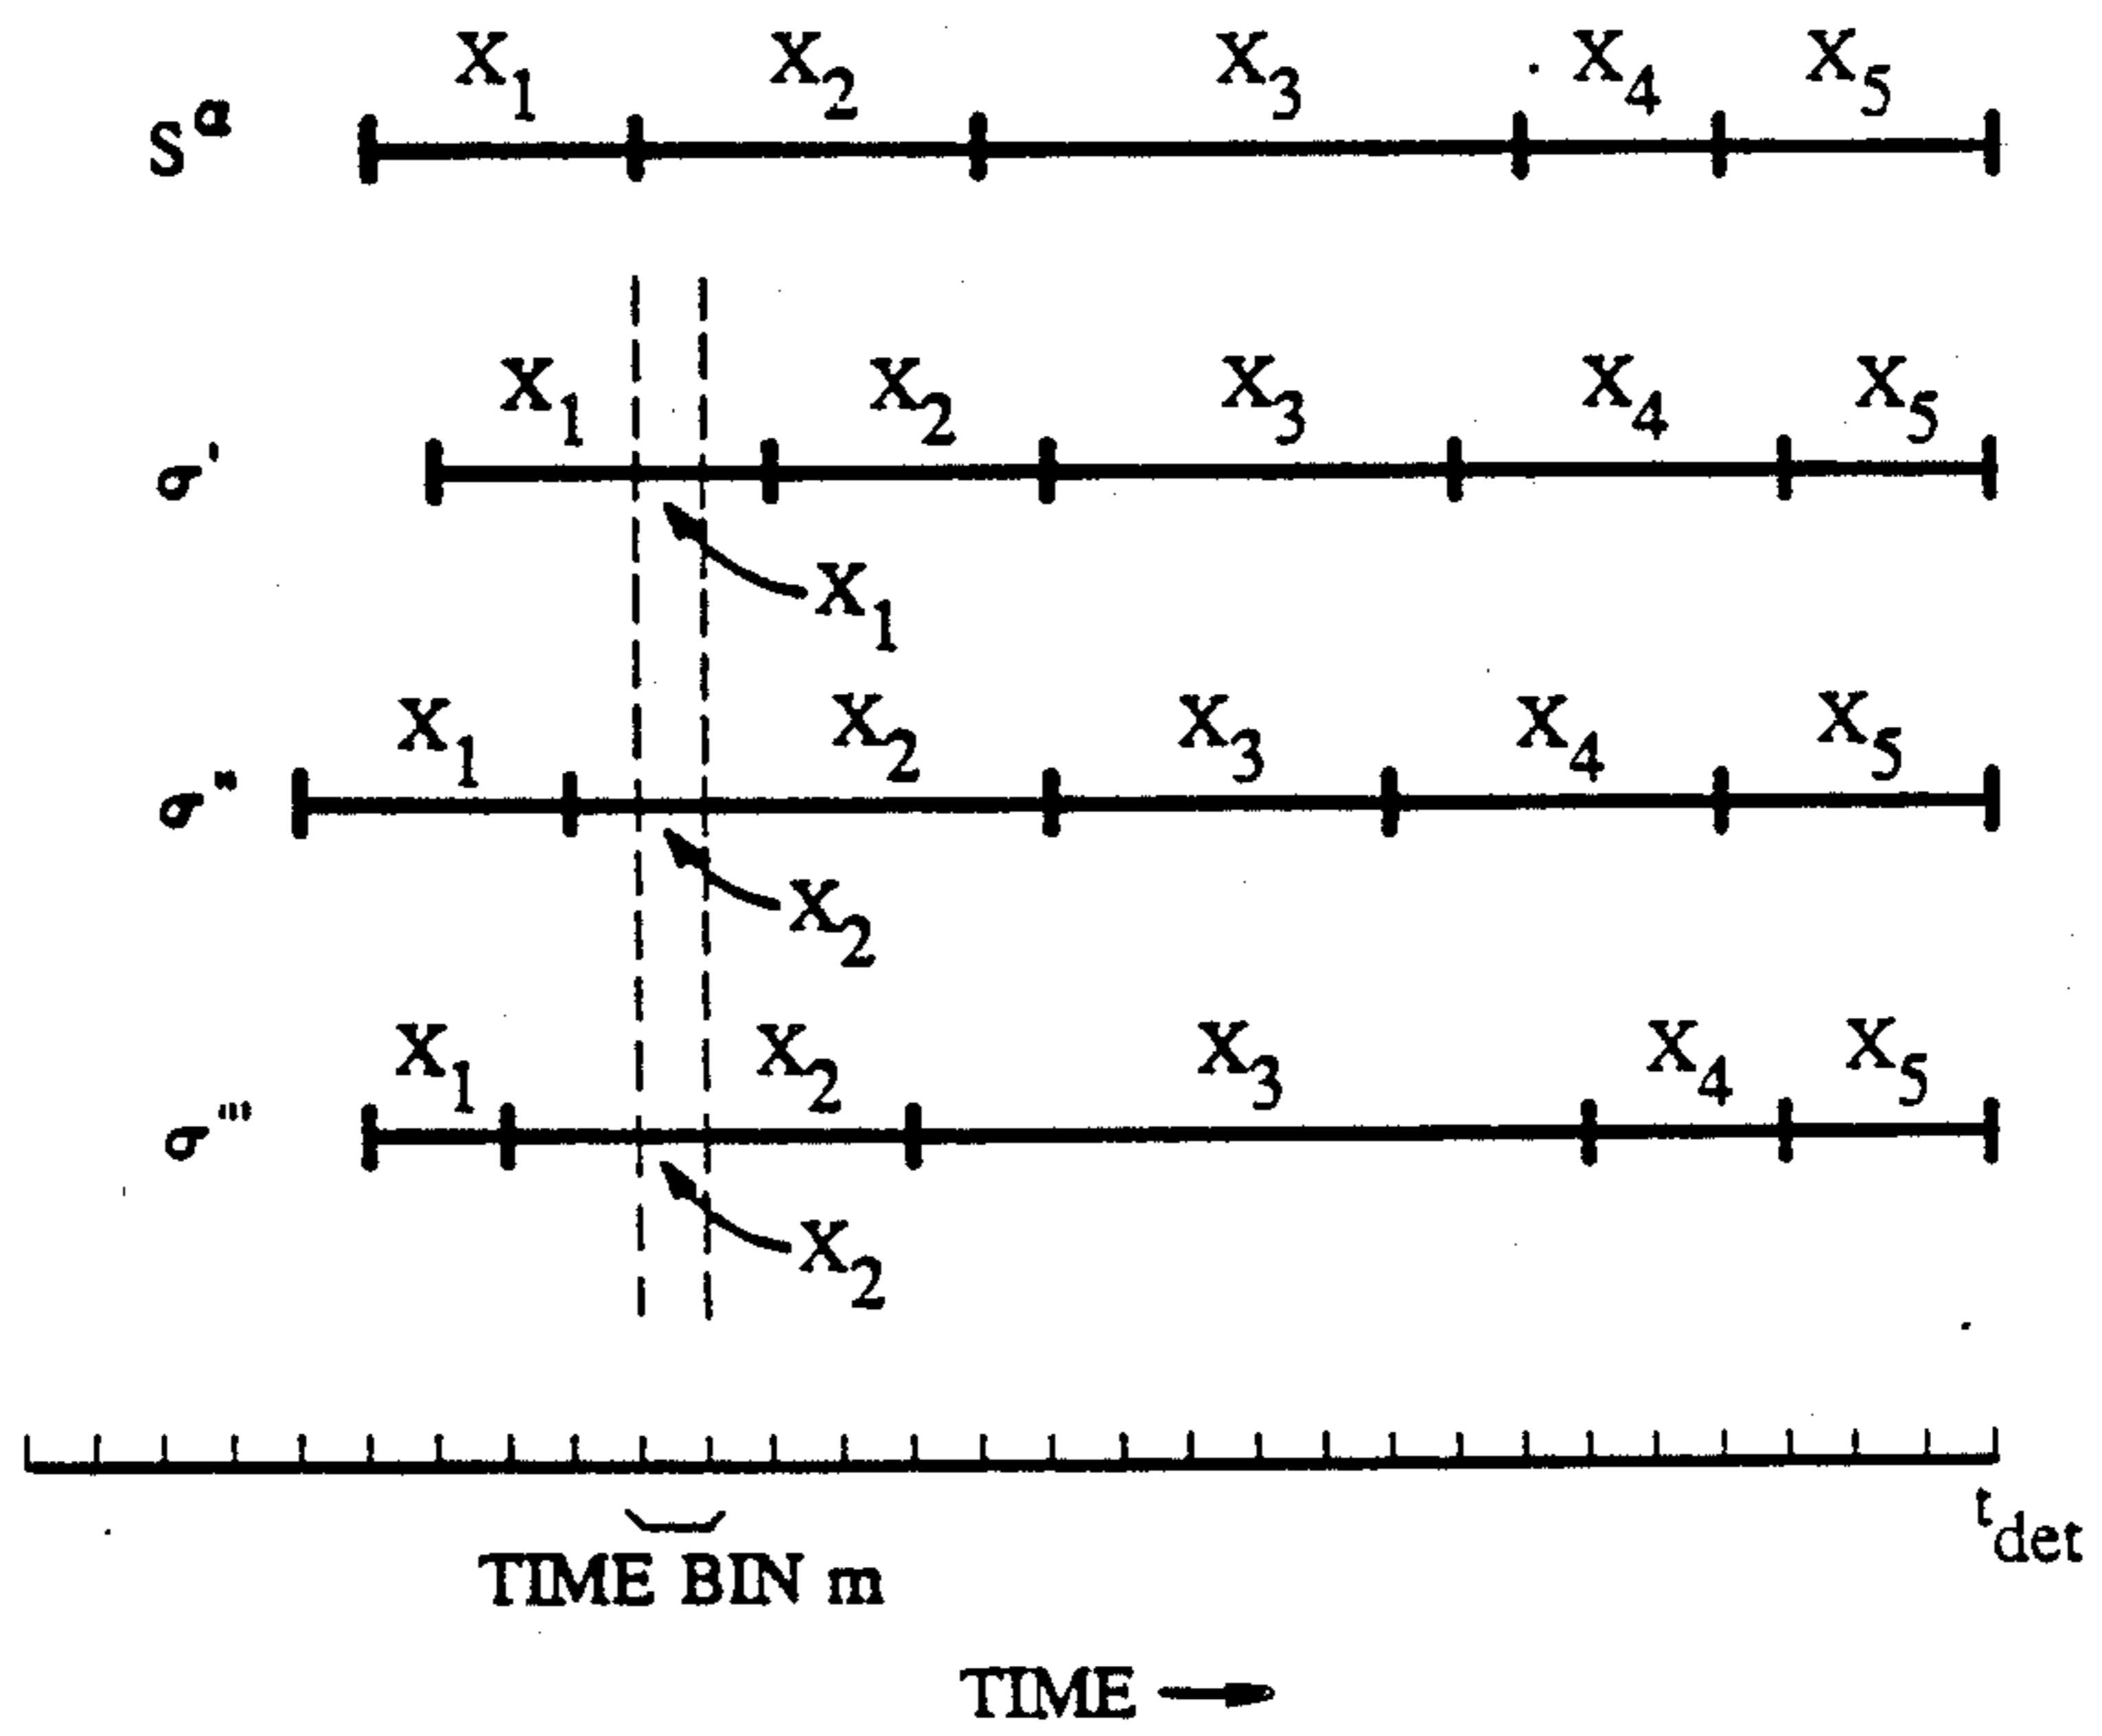 X₁ X₂ X₃ X₄ X₅
Sᵅ
X₁ X₂ X₃ X₄ X₅
σ'
X₁
X₁ X₂ X₃ X₄ X₅
σ"
X₂
X₁ X₂ X₃ X₄ X₅
σ'''
X₂
t_det
TIME BIN m
TIME →